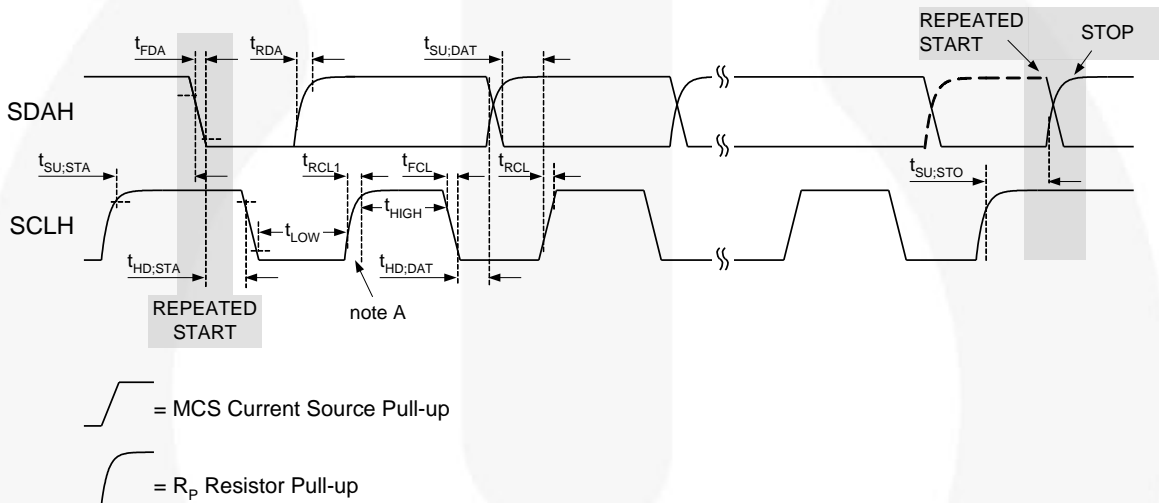 REPEATED
START
STOP
tFDA
tRDA
tSU;DAT
SDAH
tSU;STA
tRCL1
tFCL
tRCL
tSU;STO
SCLH
tHIGH
tLOW
tHD;STA
tHD;DAT
REPEATED
START
note A
= MCS Current Source Pull-up
= RP Resistor Pull-up